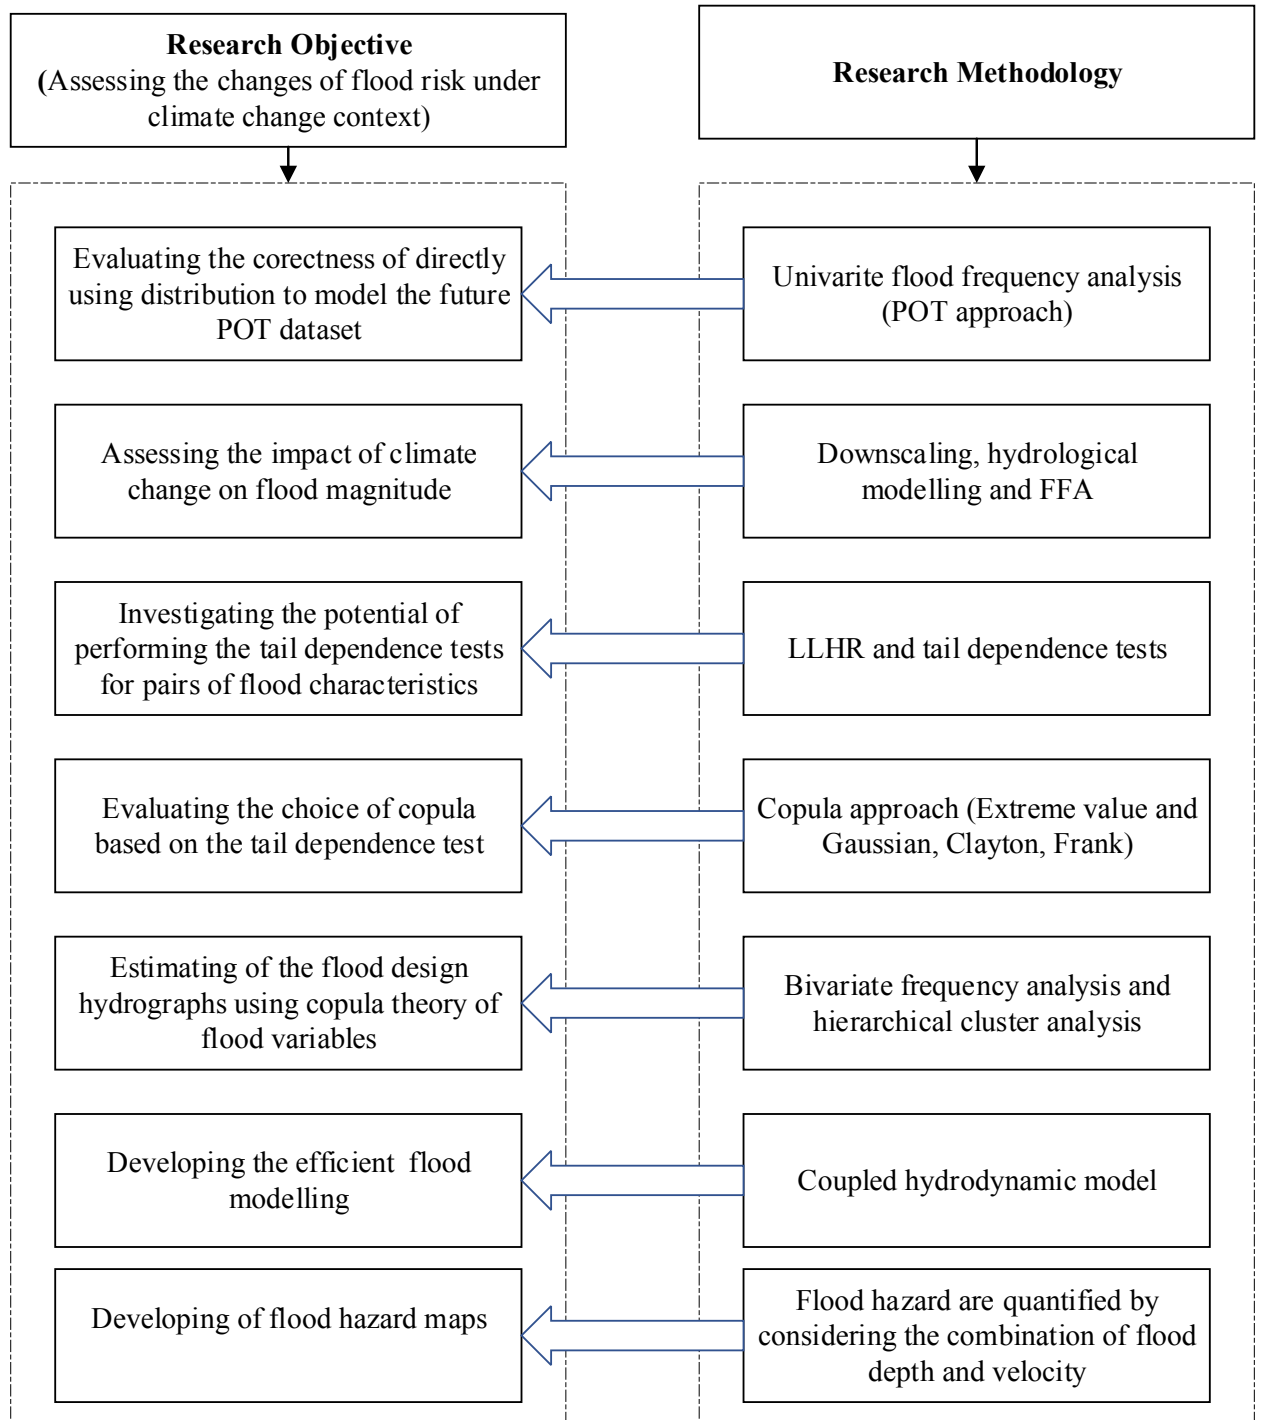 Research Objective
(Assessing the changes of flood risk under
climate change context)
Research Methodology
Evaluating the corectness of directly
using distribution to model the future
POT dataset
Univarite flood frequency analysis
(POT approach)
Assessing the impact of climate
change on flood magnitude
Downscaling, hydrological
modelling and FFA
Investigating the potential of
performing the tail dependence tests
for pairs of flood characteristics
LLHR and tail dependence tests
Evaluating the choice of copula
based on the tail dependence test
Copula approach (Extreme value and
Gaussian, Clayton, Frank)
Estimating of the flood design
hydrographs using copula theory of
flood variables
Bivariate frequency analysis and
hierarchical cluster analysis
Developing the efficient flood
modelling
Coupled hydrodynamic model
Developing of flood hazard maps
Flood hazard are quantified by
considering the combination of flood
depth and velocity